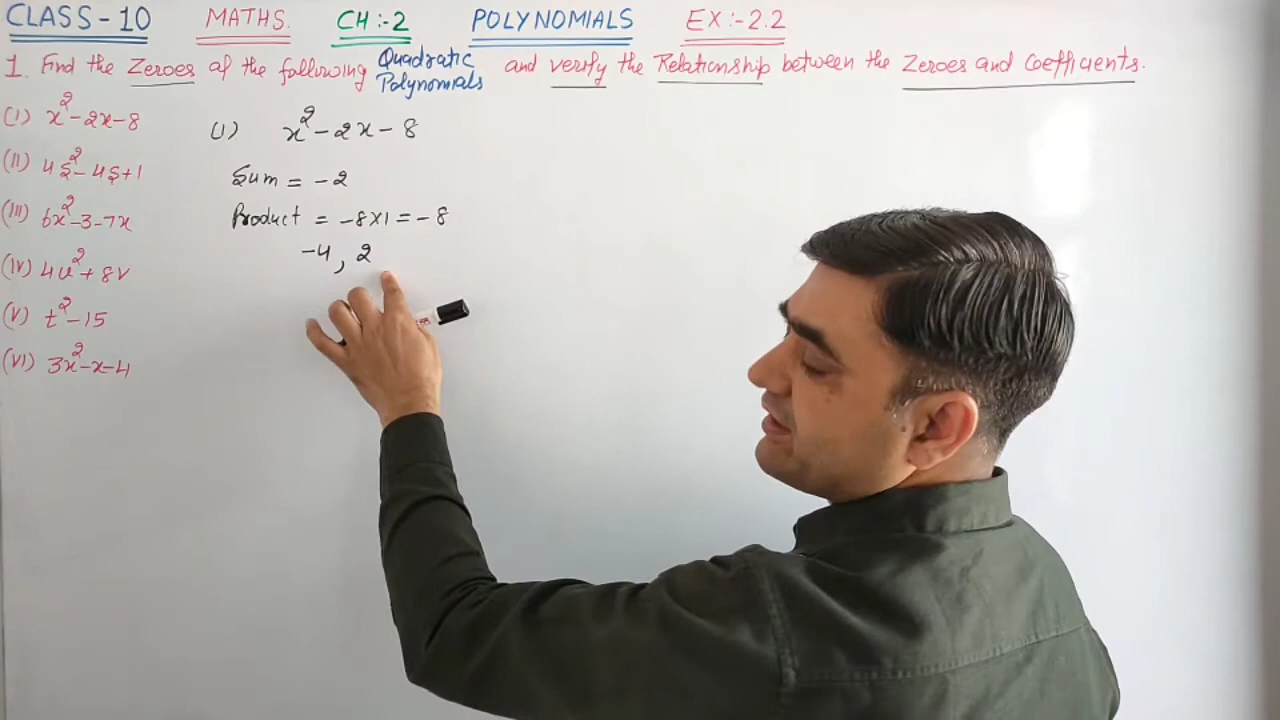 CLASS-10 MATHS. CH:-2 POLYNOMIALS EX:-2.2
1. Find the Zeroes of the following Quadratic Polynomials and verify the Relationship between the Zeroes and Coefficients.
(I) x²-2x-8
(II) 4s²-4s+1
(III) 6x²-3-7x
(IV) 4u²+8v
(V) t²-15
(VI) 3x²-x-4
(I) x²-2x-8
Sum = -2
Product = -8×1 = -8
-4, 2